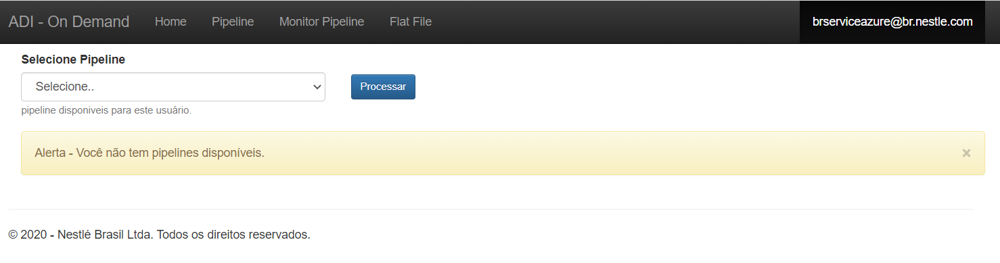 ADI - On Demand Home Pipeline Monitor Pipeline Flat File brserviceazure@br.nestle.com
Selecione Pipeline
Selecione.. Processar
pipeline disponiveis para este usuário.
Alerta - Você não tem pipelines disponíveis. ×
© 2020 - Nestlé Brasil Ltda. Todos os direitos reservados.